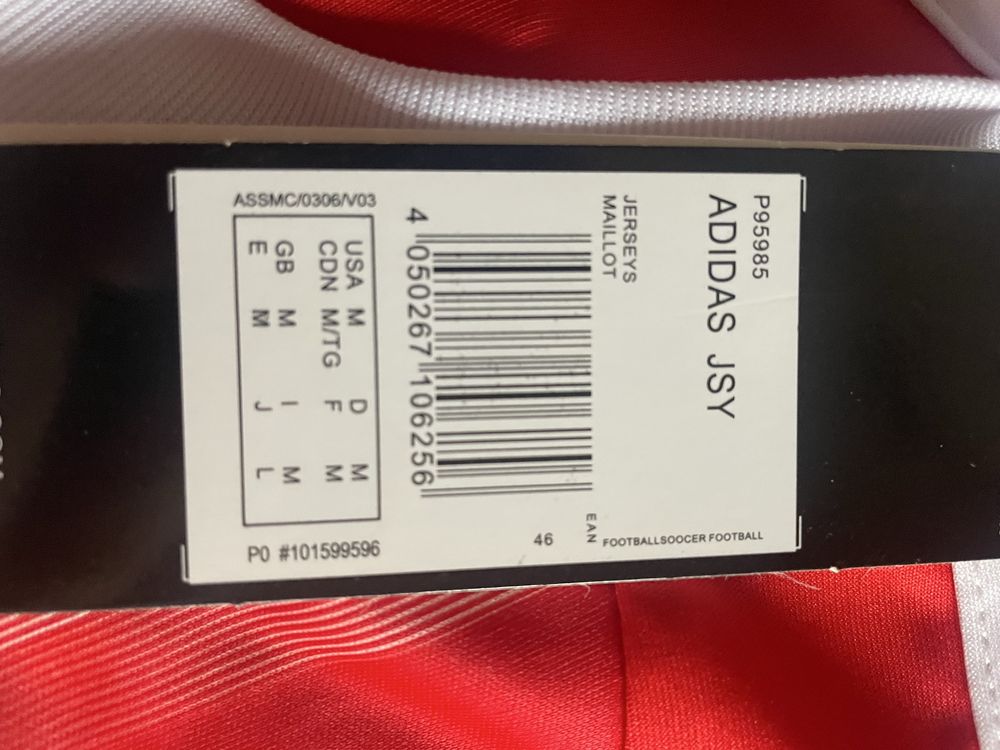 P95985
ADIDAS JSY
JERSEYS
MAILLOT
FOOTBALLSOCCER FOOTBALL
EAN
46
4 050267 106256
USA M D M
CDN M/TG F M
GB M I M
E M J L
ASSMC/0306/V03
P0 #101599596